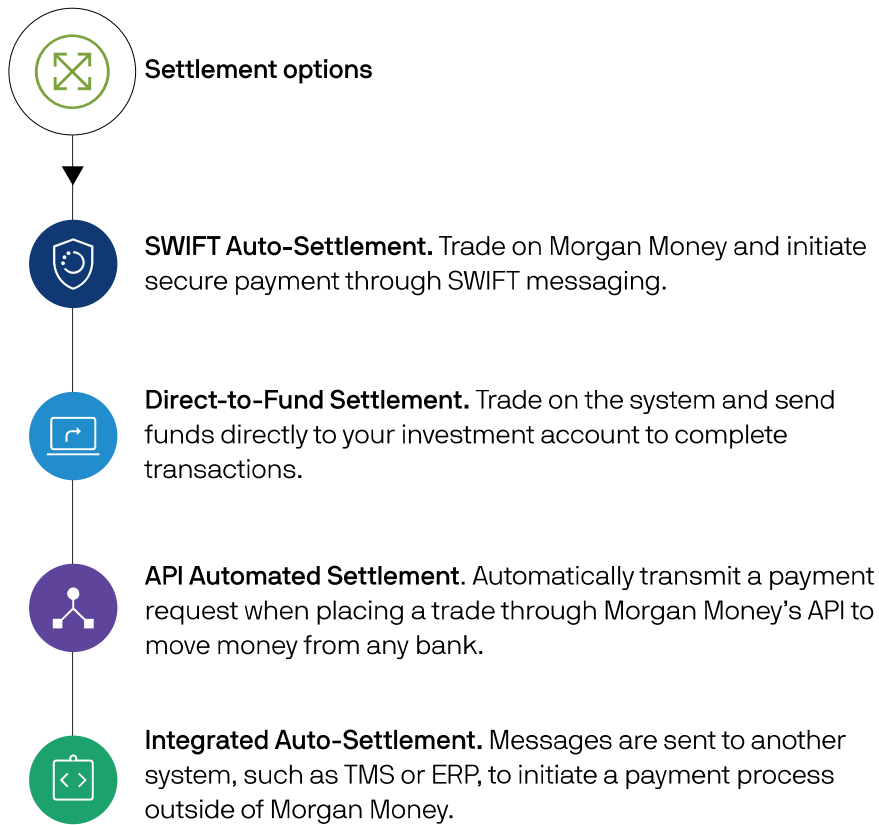 Settlement options
SWIFT Auto-Settlement. Trade on Morgan Money and initiate
secure payment through SWIFT messaging.
Direct-to-Fund Settlement. Trade on the system and send
funds directly to your investment account to complete
transactions.
API Automated Settlement. Automatically transmit a payment
request when placing a trade through Morgan Money’s API to
move money from any bank.
Integrated Auto-Settlement. Messages are sent to another
system, such as TMS or ERP, to initiate a payment process
outside of Morgan Money.